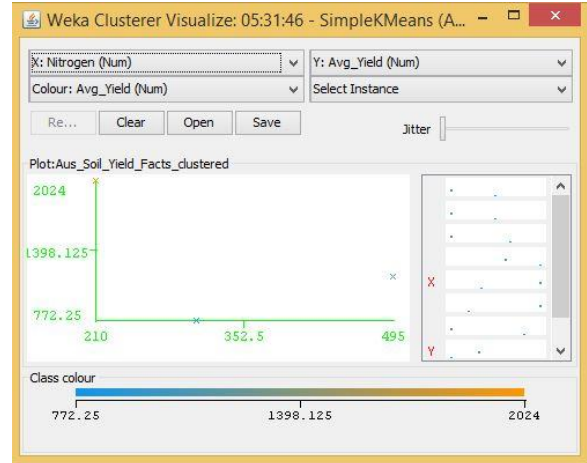 Weka Clusterer Visualize: 05:31:46 - SimpleKMeans (A...
X: Nitrogen (Num)
Y: Avg_Yield (Num)
Colour: Avg_Yield (Num)
Select Instance
Re...
Clear
Open
Save
Jitter
Plot:Aus_Soil_Yield_Facts_clustered
2024
1398.125
772.25
210
352.5
495
X
Y
Class colour
772.25
1398.125
2024